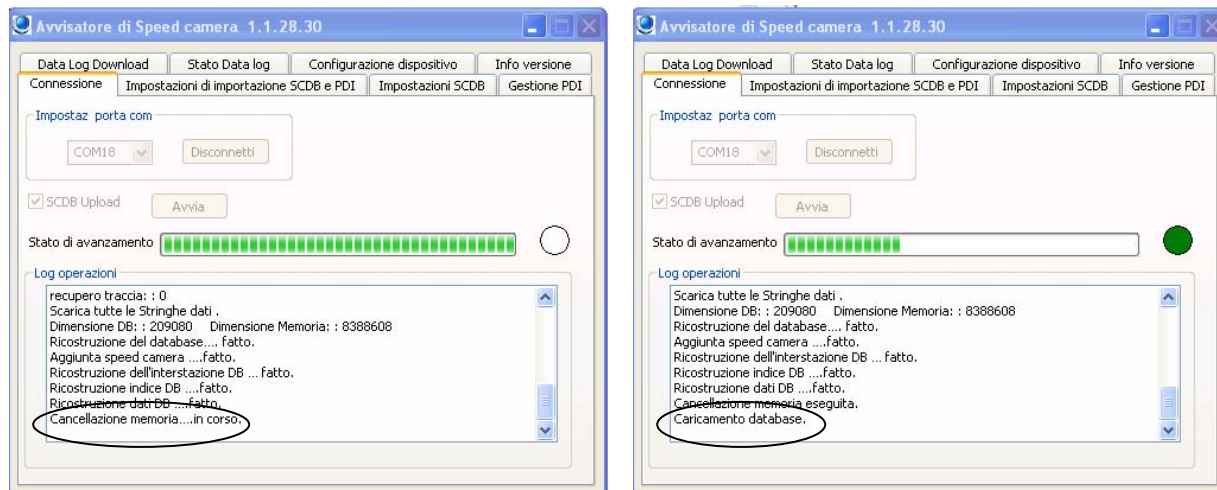 Avvisatore di Speed camera 1.1.28.30
Data Log Download Stato Data log Configurazione dispositivo Info versione
Connessione Impostazioni di importazione SCDB e PDI Impostazioni SCDB Gestione PDI
Impostaz porta com
COM18 Disconnetti
SCDB Upload Avvia
Stato di avanzamento
Log operazioni
recupero traccia: : 0
Scarica tutte le Stringhe dati .
Dimensione DB: : 209080 Dimensione Memoria: : 8388608
Ricostruzione del database.... fatto.
Aggiunta speed camera ....fatto.
Ricostruzione dell'interstazione DB ... fatto.
Ricostruzione indice DB ....fatto.
Ricostruzione dati DB ....fatto.
Cancellazione memoria....in corso.
Avvisatore di Speed camera 1.1.28.30
Data Log Download Stato Data log Configurazione dispositivo Info versione
Connessione Impostazioni di importazione SCDB e PDI Impostazioni SCDB Gestione PDI
Impostaz porta com
COM18 Disconnetti
SCDB Upload Avvia
Stato di avanzamento
Log operazioni
Scarica tutte le Stringhe dati .
Dimensione DB: : 209080 Dimensione Memoria: : 8388608
Ricostruzione del database.... fatto.
Aggiunta speed camera ....fatto.
Ricostruzione dell'interstazione DB ... fatto.
Ricostruzione indice DB ....fatto.
Ricostruzione dati DB ....fatto.
Cancellazione memoria eseguita.
Caricamento database.